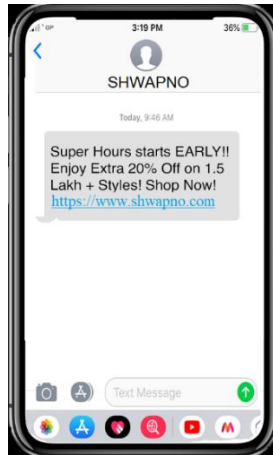 GP
3:19 PM
36%
SHWAPNO
Today, 9:46 AM
Super Hours starts EARLY!!
Enjoy Extra 20% Off on 1.5
Lakh + Styles! Shop Now!
https://www.shwapno.com
Text Message